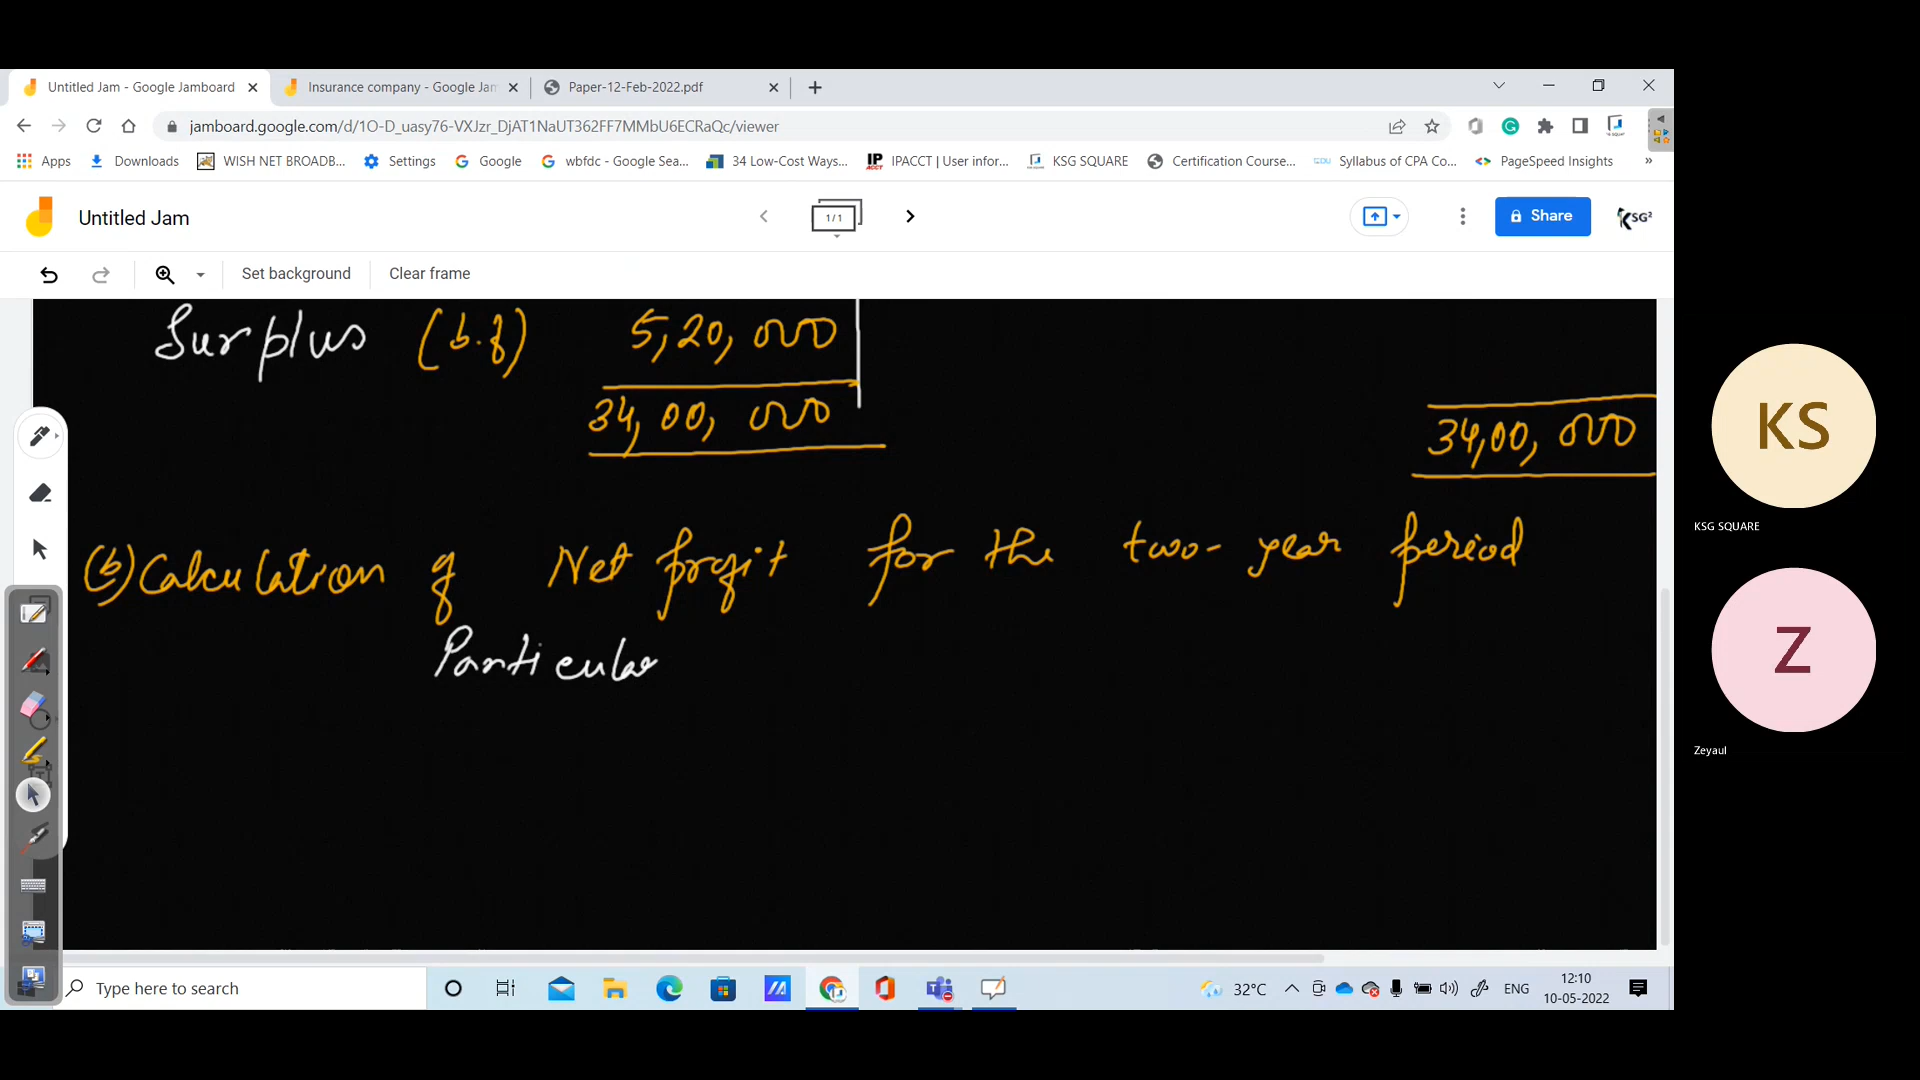 Untitled Jam - Google Jamboard
Insurance company - Google Jam
Paper-12-Feb-2022.pdf
jamboard.google.com/d/1O-D_uasy76-VXJzr_DjAT1NaUT362FF7MMbU6ECRaQc/viewer
Apps Downloads WISH NET BROADB... Settings Google wbfdc - Google Sea... 34 Low-Cost Ways... IP IPACCT IPACCT | User infor... KSG SQUARE Certification Course... Syllabus of CPA Co... PageSpeed Insights »
Untitled Jam 1/1 Share KSG²
Set background Clear frame
Surplus (b.f) 5,20,000
34,00,000 34,00,000
(b) Calculation of Net profit for the two-year period
Particular
KS
KSG SQUARE
Z
Zeyaul
Type here to search 32°C ENG 12:10
10-05-2022